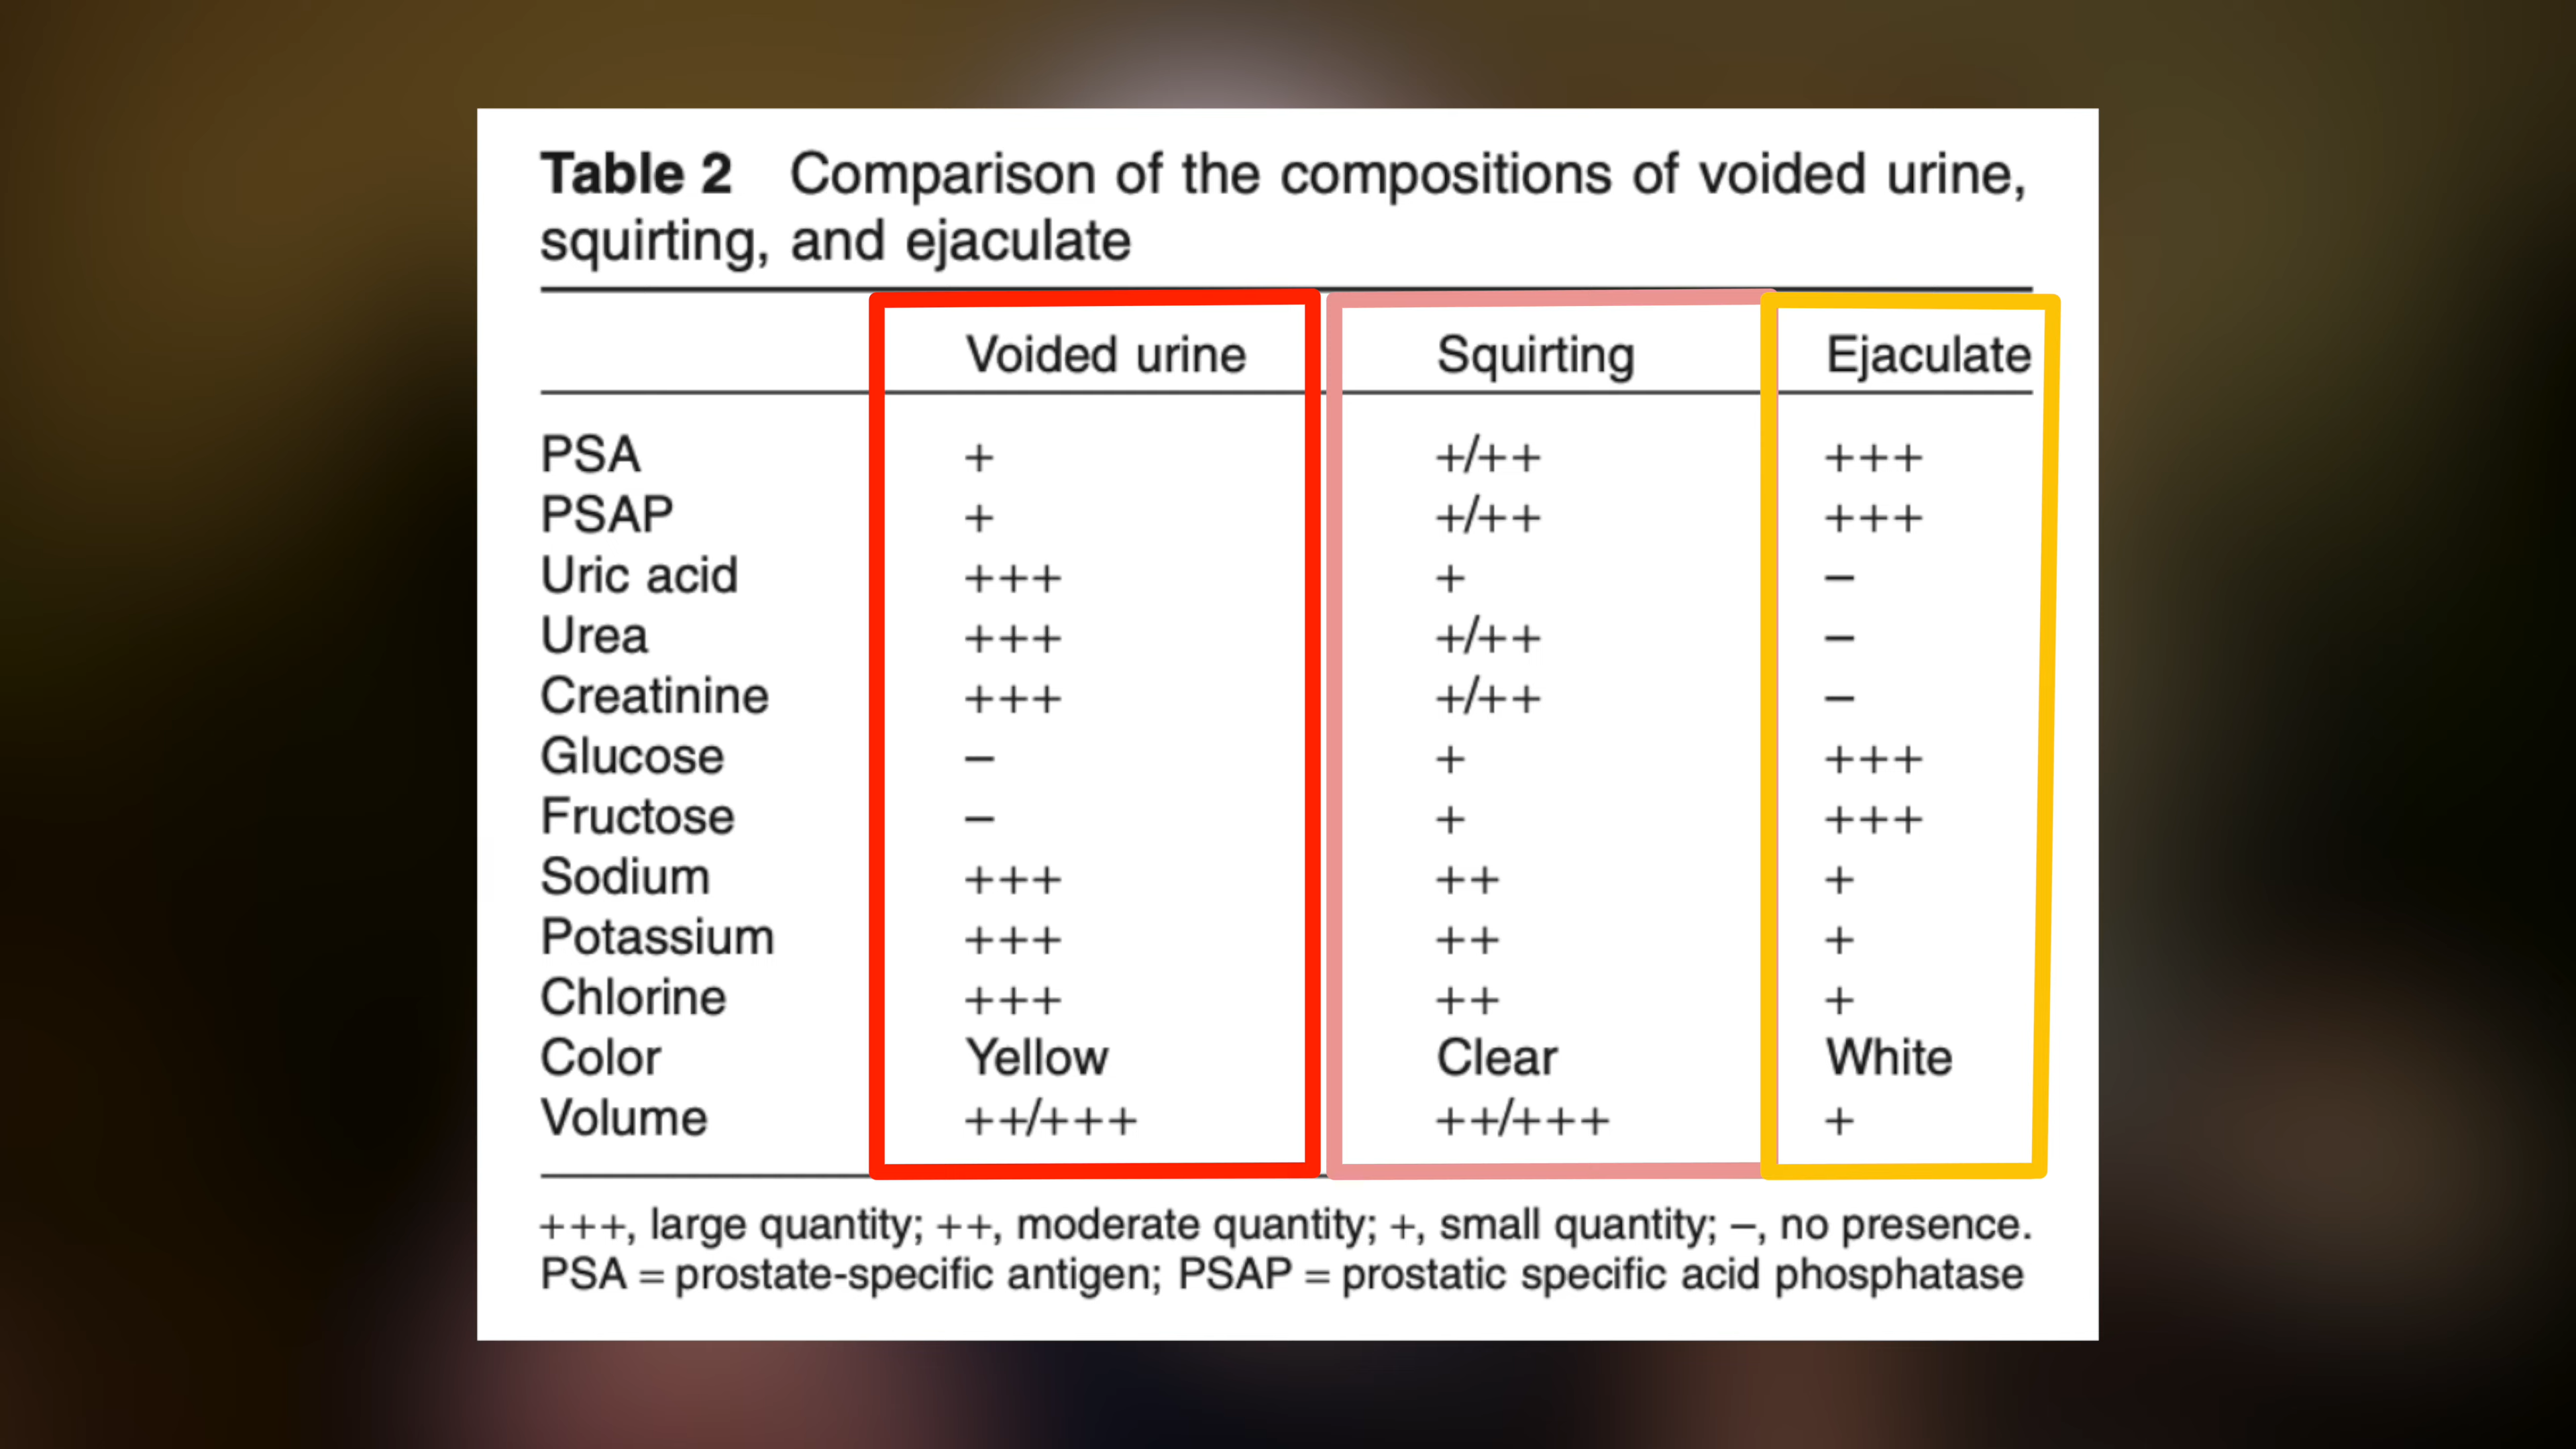 Table 2 Comparison of the compositions of voided urine,
squirting, and ejaculate
Voided urine Squirting Ejaculate
PSA + +/++ +++
PSAP + +/++ +++
Uric acid +++ + –
Urea +++ +/++ –
Creatinine +++ +/++ –
Glucose – + +++
Fructose – + +++
Sodium +++ ++ +
Potassium +++ ++ +
Chlorine +++ ++ +
Color Yellow Clear White
Volume ++/+++ ++/+++ +
+++, large quantity; ++, moderate quantity; +, small quantity; –, no presence.
PSA = prostate-specific antigen; PSAP = prostatic specific acid phosphatase